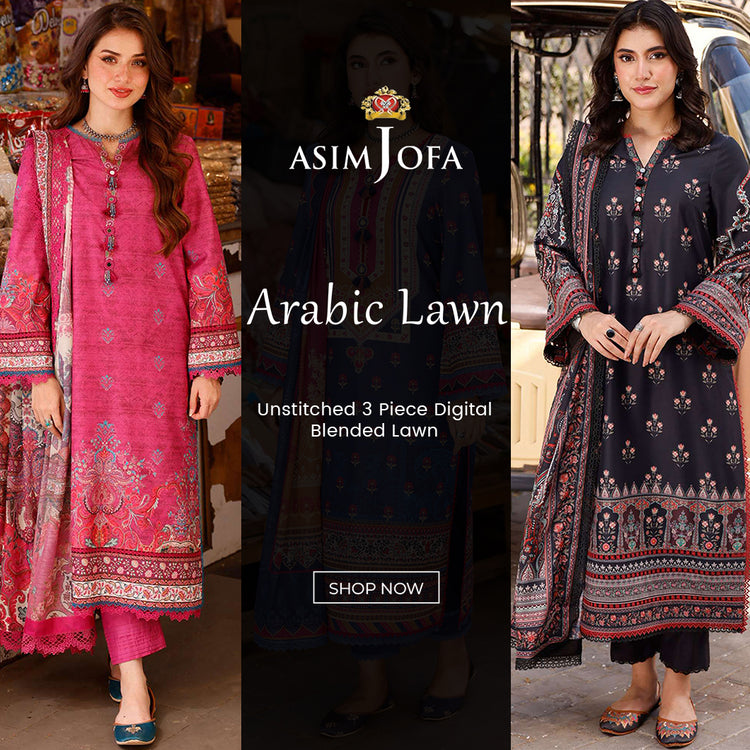 ASIM JOFA
Arabic Lawn
Unstitched 3 Piece Digital
Blended Lawn
SHOP NOW